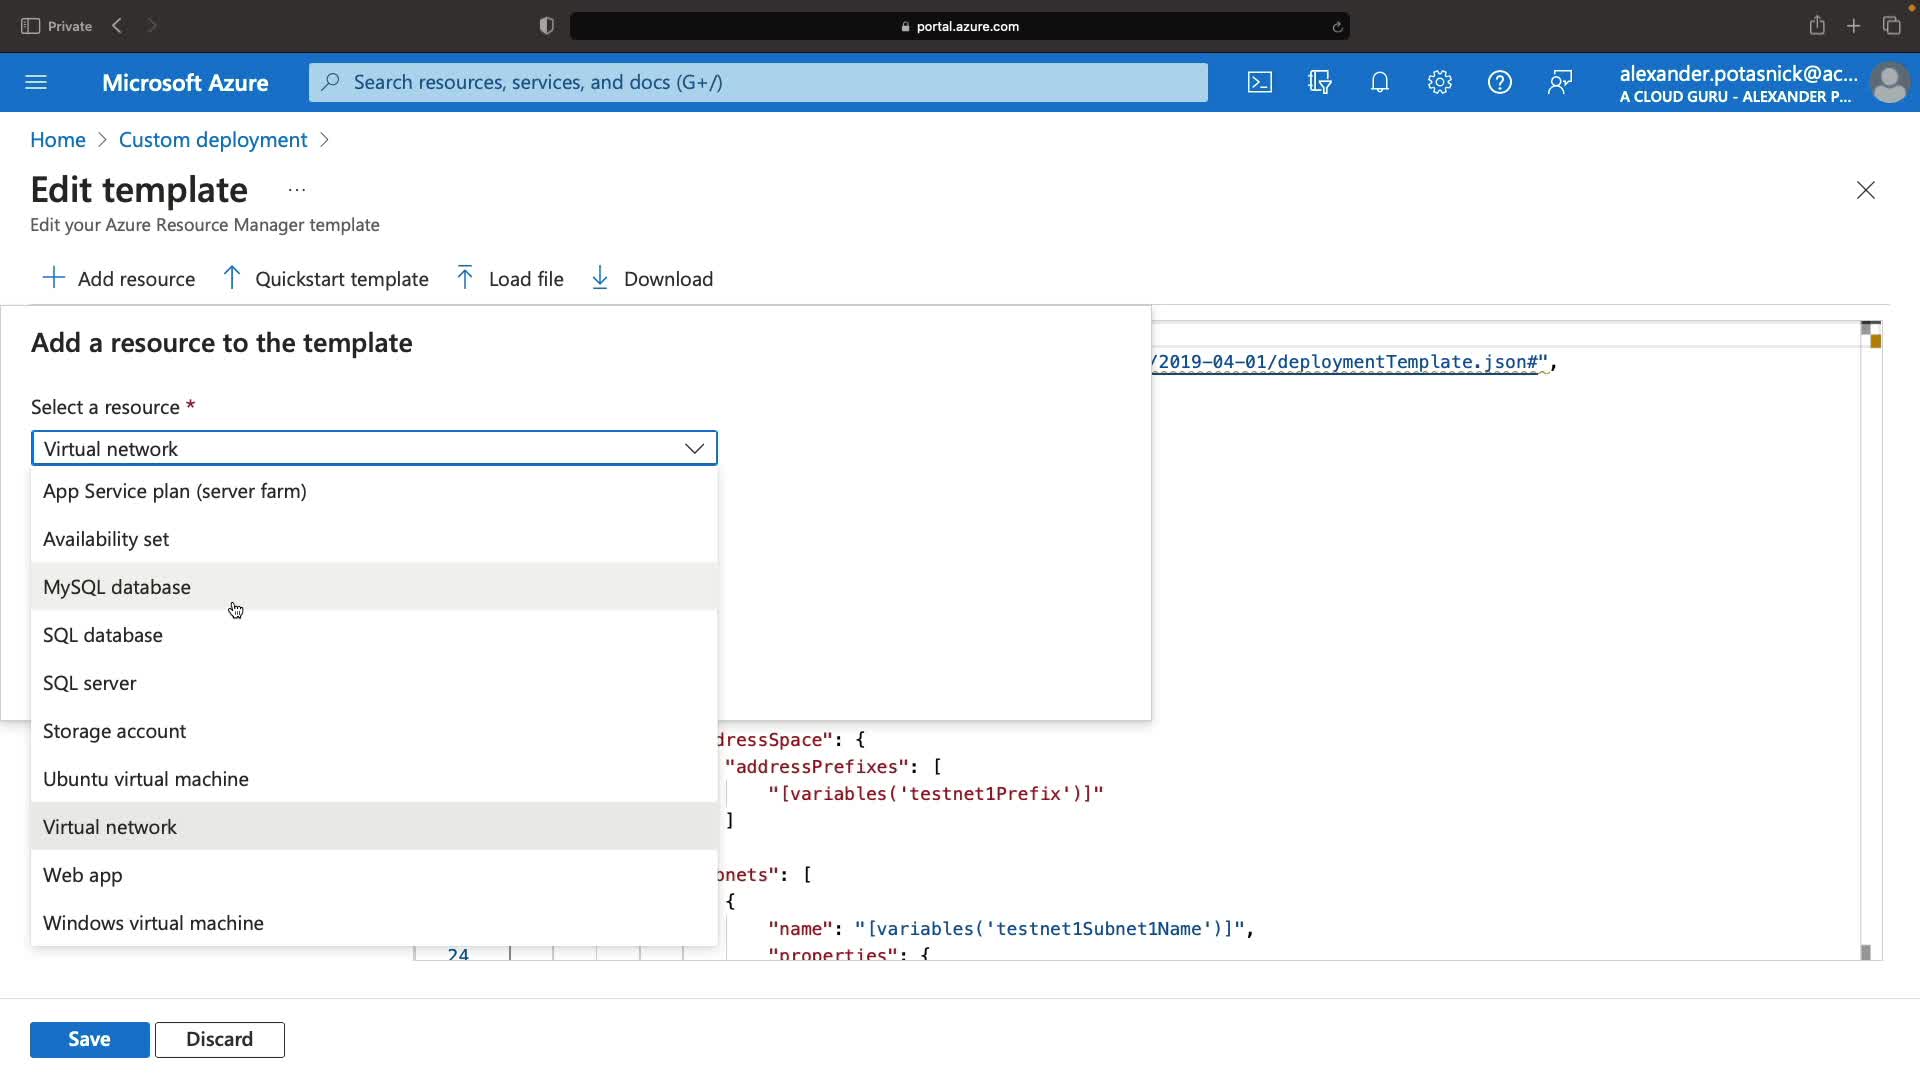 Private
portal.azure.com
Microsoft Azure
Search resources, services, and docs (G+/)
alexander.potasnick@ac...
A CLOUD GURU - ALEXANDER P...
Home > Custom deployment >
Edit template ...
Edit your Azure Resource Manager template
Add resource
Quickstart template
Load file
Download
Add a resource to the template
/2019-04-01/deploymentTemplate.json#",
Select a resource *
Virtual network
App Service plan (server farm)
Availability set
MySQL database
SQL database
SQL server
Storage account
dressSpace": {
"addressPrefixes": [
Ubuntu virtual machine
"[variables('testnet1Prefix')]"
]
Virtual network
Web app
bnets": [
{
Windows virtual machine
"name": "[variables('testnet1Subnet1Name')]",
24
"properties": {
Save
Discard